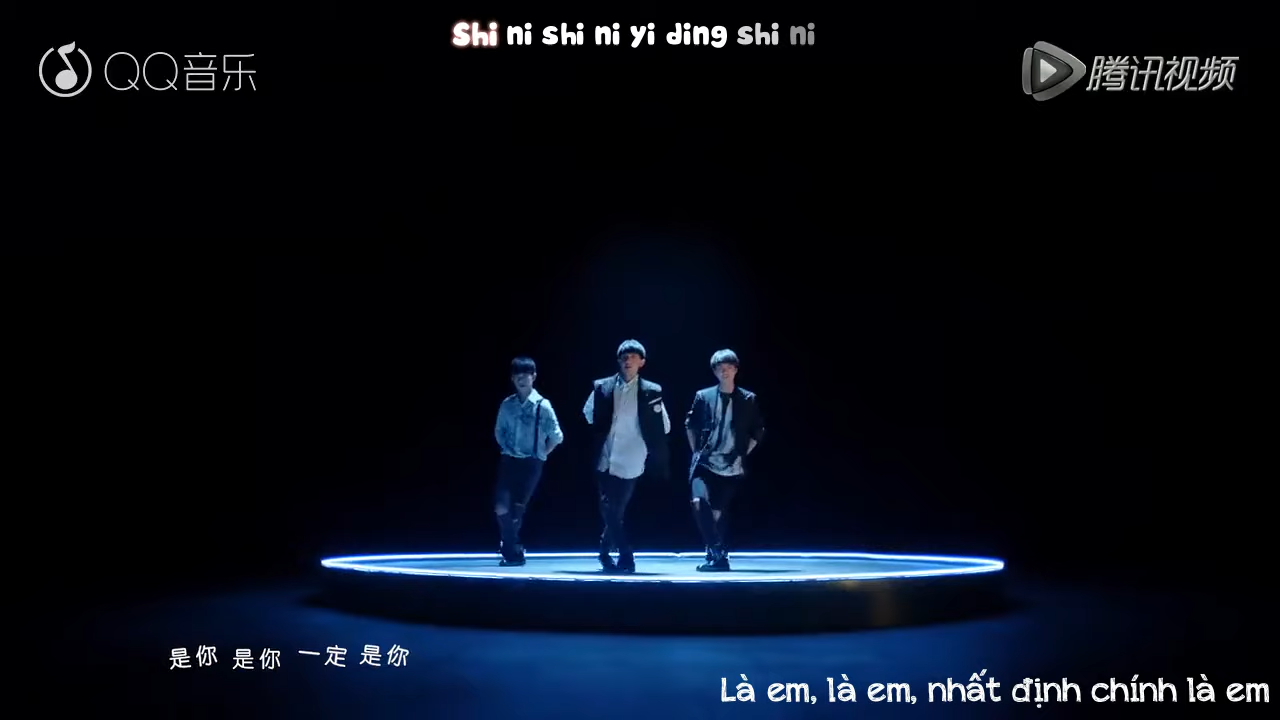 Shi ni shi ni yi ding shi ni
QQ音乐
腾讯视频
是你 是你 一定 是你
Là em, là em, nhất định chính là em